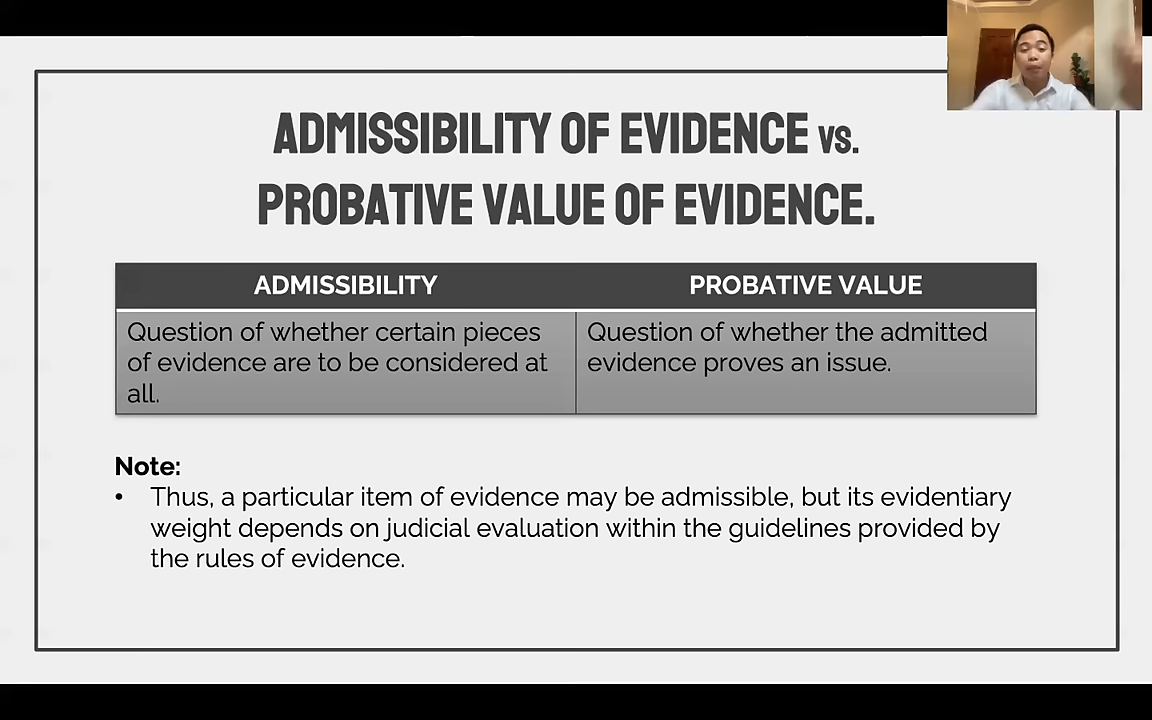 ADMISSIBILITY OF EVIDENCE vs.
PROBATIVE VALUE OF EVIDENCE.
ADMISSIBILITY
PROBATIVE VALUE
Question of whether certain pieces
of evidence are to be considered at
all.
Question of whether the admitted
evidence proves an issue.
Note:
• Thus, a particular item of evidence may be admissible, but its evidentiary
weight depends on judicial evaluation within the guidelines provided by
the rules of evidence.